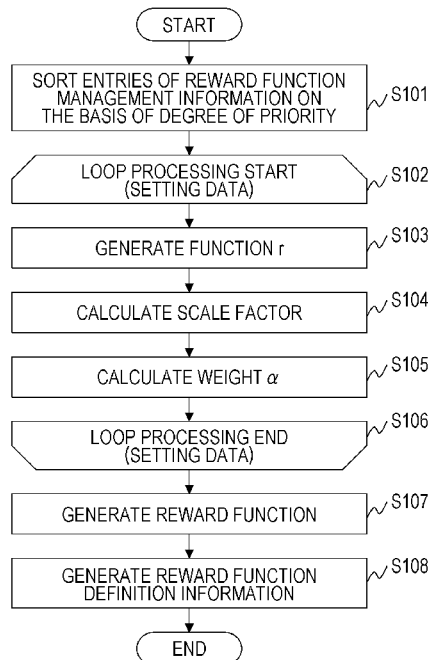 START
SORT ENTRIES OF REWARD FUNCTION
MANAGEMENT INFORMATION ON
THE BASIS OF DEGREE OF PRIORITY
S101
LOOP PROCESSING START
(SETTING DATA)
S102
GENERATE FUNCTION r
S103
CALCULATE SCALE FACTOR
S104
CALCULATE WEIGHT α
S105
LOOP PROCESSING END
(SETTING DATA)
S106
GENERATE REWARD FUNCTION
S107
GENERATE REWARD FUNCTION
DEFINITION INFORMATION
S108
END